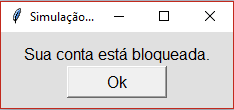 Simulação...
Sua conta está bloqueada.
Ok